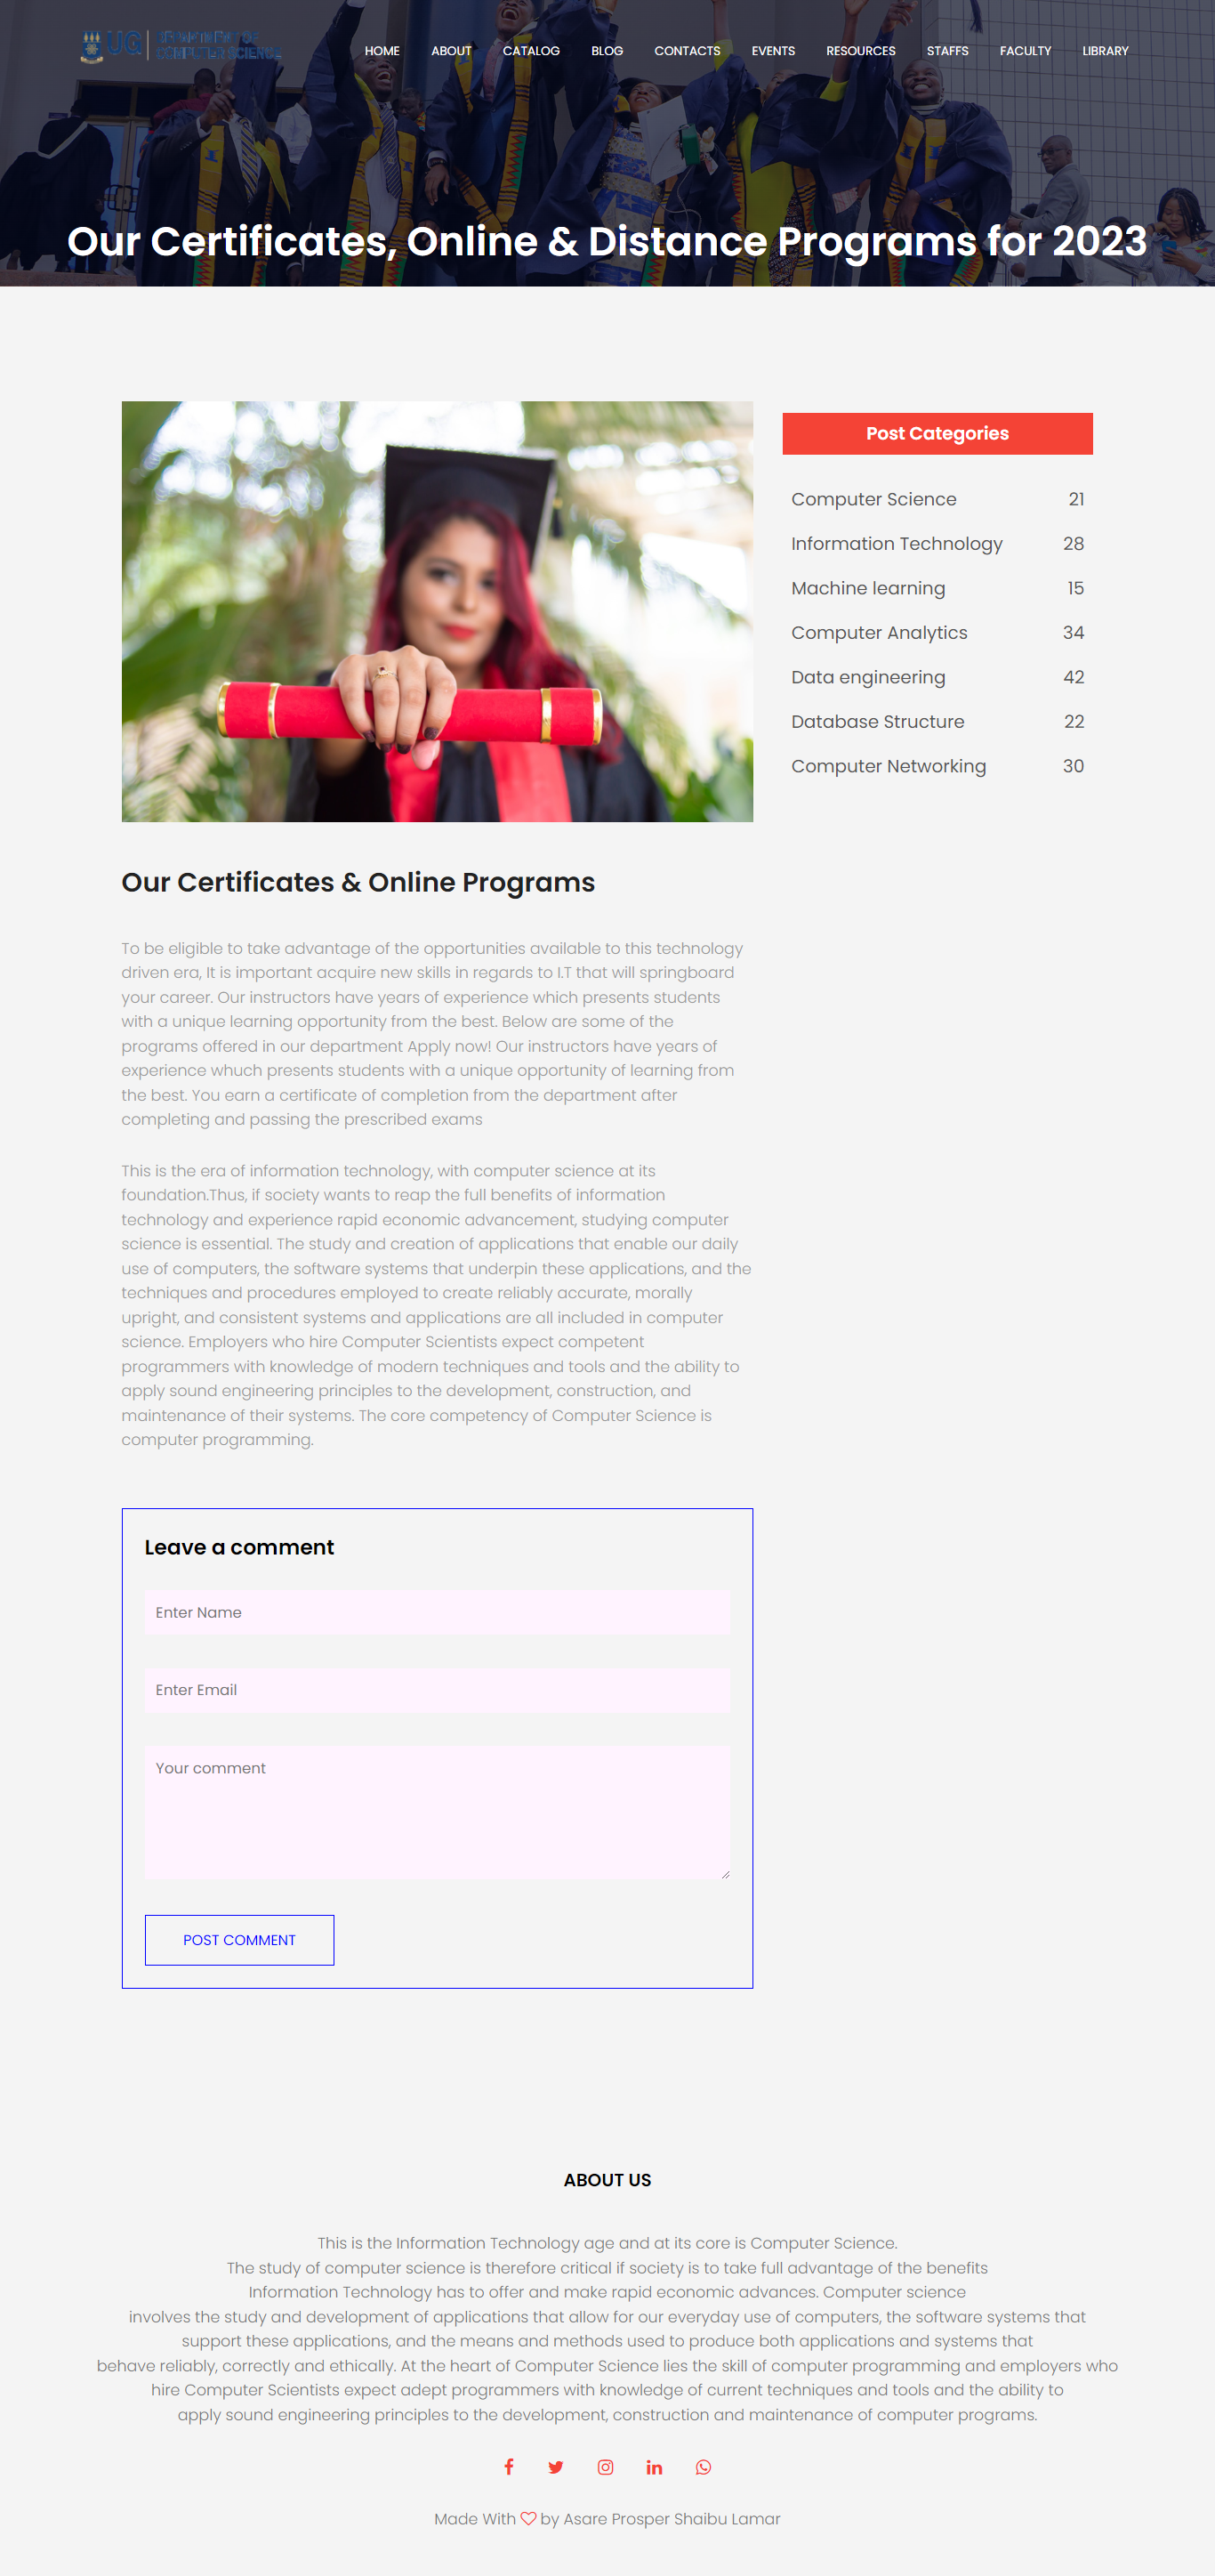 UG DEPARTMENT OF
COMPUTER SCIENCE
HOME ABOUT CATALOG BLOG CONTACTS EVENTS RESOURCES STAFFS FACULTY LIBRARY
Our Certificates, Online & Distance Programs for 2023
Post Categories
Computer Science 21
Information Technology 28
Machine learning 15
Computer Analytics 34
Data engineering 42
Database Structure 22
Computer Networking 30
Our Certificates & Online Programs
To be eligible to take advantage of the opportunities available to this technology
driven era, It is important acquire new skills in regards to I.T that will springboard
your career. Our instructors have years of experience which presents students
with a unique learning opportunity from the best. Below are some of the
programs offered in our department Apply now! Our instructors have years of
experience whuch presents students with a unique opportunity of learning from
the best. You earn a certificate of completion from the department after
completing and passing the prescribed exams
This is the era of information technology, with computer science at its
foundation.Thus, if society wants to reap the full benefits of information
technology and experience rapid economic advancement, studying computer
science is essential. The study and creation of applications that enable our daily
use of computers, the software systems that underpin these applications, and the
techniques and procedures employed to create reliably accurate, morally
upright, and consistent systems and applications are all included in computer
science. Employers who hire Computer Scientists expect competent
programmers with knowledge of modern techniques and tools and the ability to
apply sound engineering principles to the development, construction, and
maintenance of their systems. The core competency of Computer Science is
computer programming.
Leave a comment
Enter Name
Enter Email
Your comment
POST COMMENT
ABOUT US
This is the Information Technology age and at its core is Computer Science.
The study of computer science is therefore critical if society is to take full advantage of the benefits
Information Technology has to offer and make rapid economic advances. Computer science
involves the study and development of applications that allow for our everyday use of computers, the software systems that
support these applications, and the means and methods used to produce both applications and systems that
behave reliably, correctly and ethically. At the heart of Computer Science lies the skill of computer programming and employers who
hire Computer Scientists expect adept programmers with knowledge of current techniques and tools and the ability to
apply sound engineering principles to the development, construction and maintenance of computer programs.
Made With by Asare Prosper Shaibu Lamar